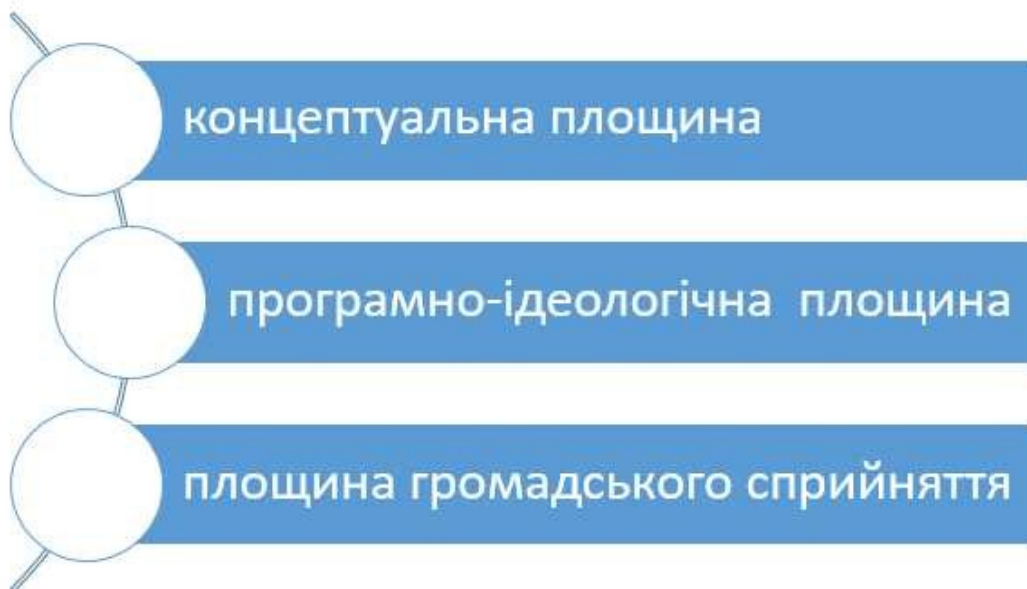 концептуальна площина
програмно-ідеологічна площина
площина громадського сприйняття